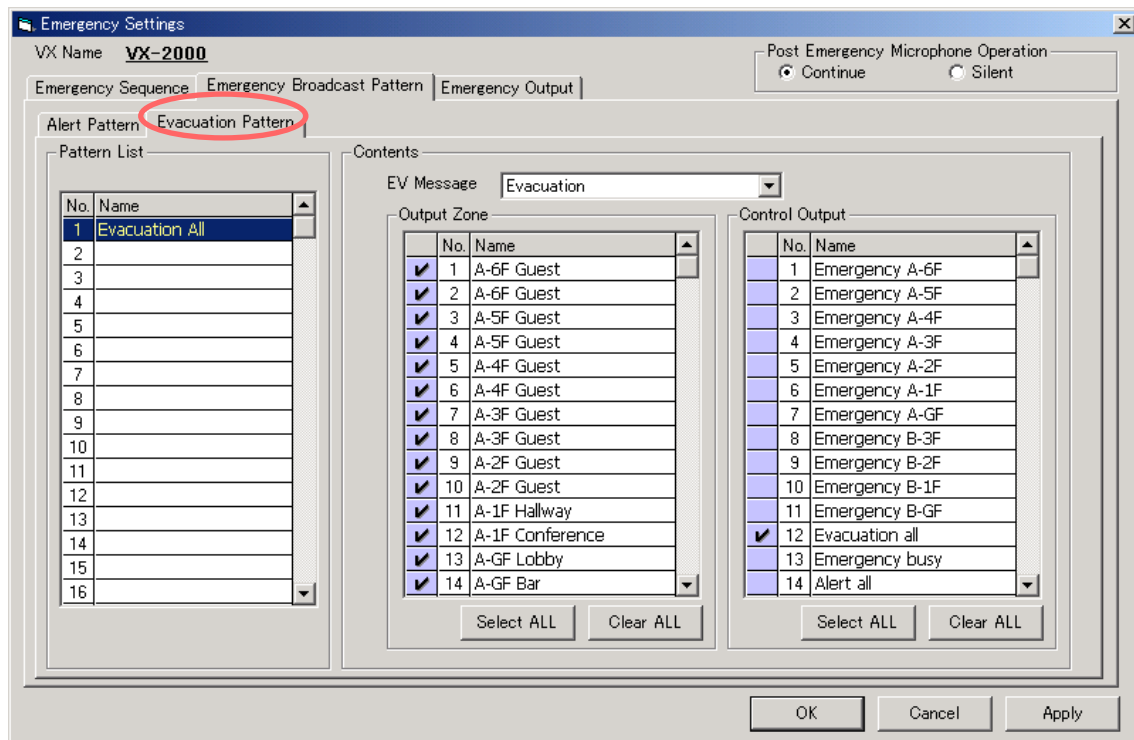 Emergency Settings
VX Name VX-2000
Post Emergency Microphone Operation
Continue Silent
Emergency Sequence Emergency Broadcast Pattern Emergency Output
Alert Pattern Evacuation Pattern
Pattern List
No. Name
1 Evacuation All
2
3
4
5
6
7
8
9
10
11
12
13
14
15
16
Contents
EV Message Evacuation
Output Zone
No. Name
1 A-6F Guest
2 A-6F Guest
3 A-5F Guest
4 A-5F Guest
5 A-4F Guest
6 A-4F Guest
7 A-3F Guest
8 A-3F Guest
9 A-2F Guest
10 A-2F Guest
11 A-1F Hallway
12 A-1F Conference
13 A-GF Lobby
14 A-GF Bar
Select ALL Clear ALL
Control Output
No. Name
1 Emergency A-6F
2 Emergency A-5F
3 Emergency A-4F
4 Emergency A-3F
5 Emergency A-2F
6 Emergency A-1F
7 Emergency A-GF
8 Emergency B-3F
9 Emergency B-2F
10 Emergency B-1F
11 Emergency B-GF
12 Evacuation all
13 Emergency busy
14 Alert all
Select ALL Clear ALL
OK Cancel Apply